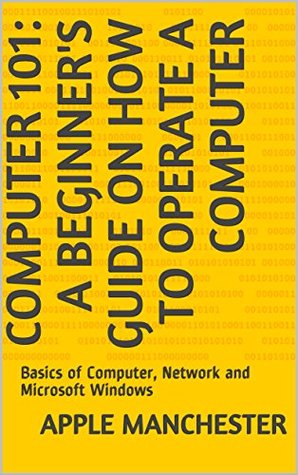 COMPUTER 101:
A BEGINNER'S
GUIDE ON HOW
TO OPERATE A
COMPUTER
Basics of Computer, Network and
Microsoft Windows
APPLE MANCHESTER